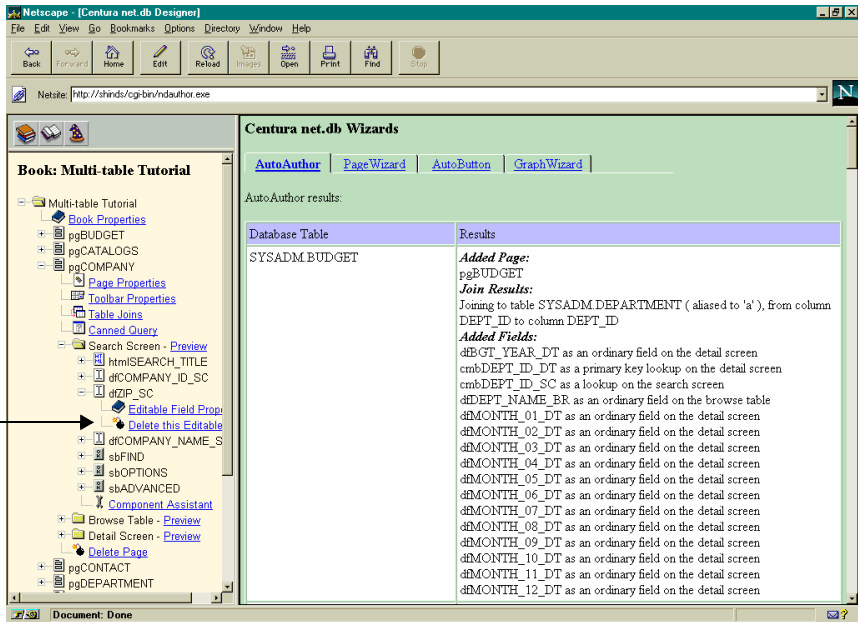 Netscape - [Centura net.db Designer]
File Edit View Go Bookmarks Options Directory Window Help
Back Forward Home Edit Reload Images Open Print Find Stop
Netsite: http://shinds/cgi-bin/ndauthor.exe
N
Book: Multi-table Tutorial
Multi-table Tutorial
Book Properties
pgBUDGET
pgCATALOGS
pgCOMPANY
Page Properties
Toolbar Properties
Table Joins
Canned Query
Search Screen - Preview
htmlSEARCH_TITLE
dfCOMPANY_ID_SC
dfZIP_SC
Editable Field Prop
Delete this Editable
dfCOMPANY_NAME_S
sbFIND
sbOPTIONS
sbADVANCED
Component Assistant
Browse Table - Preview
Detail Screen - Preview
Delete Page
pgCONTACT
pgDEPARTMENT
Centura net.db Wizards
AutoAuthor PageWizard AutoButton GraphWizard
AutoAuthor results:
Database Table Results
SYSADM.BUDGET
Added Page:
pgBUDGET
Join Results:
Joining to table SYSADM.DEPARTMENT ( aliased to 'a' ), from column
DEPT_ID to column DEPT_ID
Added Fields:
dfBGT_YEAR_DT as an ordinary field on the detail screen
cmbDEPT_ID_DT as a primary key lookup on the detail screen
cmbDEPT_ID_SC as a lookup on the search screen
dfDEPT_NAME_BR as an ordinary field on the browse table
dfMONTH_01_DT as an ordinary field on the detail screen
dfMONTH_02_DT as an ordinary field on the detail screen
dfMONTH_03_DT as an ordinary field on the detail screen
dfMONTH_04_DT as an ordinary field on the detail screen
dfMONTH_05_DT as an ordinary field on the detail screen
dfMONTH_06_DT as an ordinary field on the detail screen
dfMONTH_07_DT as an ordinary field on the detail screen
dfMONTH_08_DT as an ordinary field on the detail screen
dfMONTH_09_DT as an ordinary field on the detail screen
dfMONTH_10_DT as an ordinary field on the detail screen
dfMONTH_11_DT as an ordinary field on the detail screen
dfMONTH_12_DT as an ordinary field on the detail screen
Document: Done